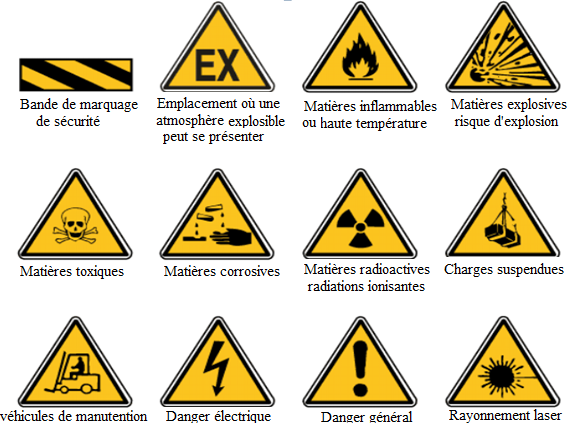 EX
Bande de marquage
de sécurité
Emplacement où une
atmosphère explosible
peut se présenter
Matières inflammables
ou haute température
Matières explosives
risque d'explosion
Matières toxiques
Matières corrosives
Matières radioactives
radiations ionisantes
Charges suspendues
véhicules de manutention
Danger électrique
Danger général
Rayonnement laser